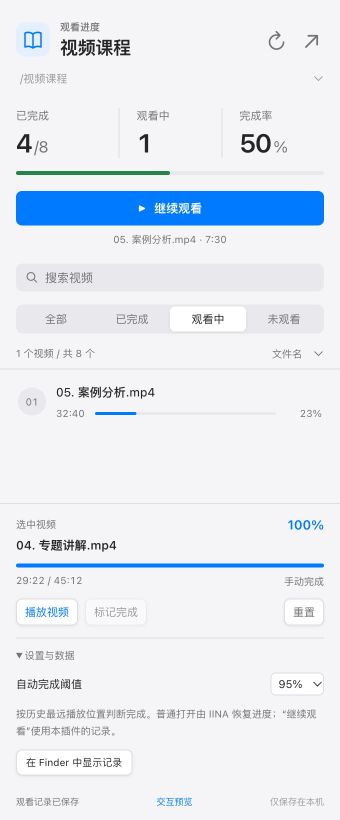 观看进度
视频课程
/视频课程
已完成 观看中 完成率
4/8 1 50%
继续观看
05. 案例分析.mp4 · 7:30
搜索视频
全部 已完成 观看中 未观看
1 个视频 / 共 8 个 文件名
01 05. 案例分析.mp4
32:40 23%
选中视频 100%
04. 专题讲解.mp4
29:22 / 45:12 手动完成
播放视频 标记完成 重置
▼设置与数据
自动完成阈值 95%
按历史最远播放位置判断完成。普通打开由 IINA 恢复进度；“继续观
看”使用本插件的记录。
在 Finder 中显示记录
观看记录已保存 交互预览 仅保存在本机